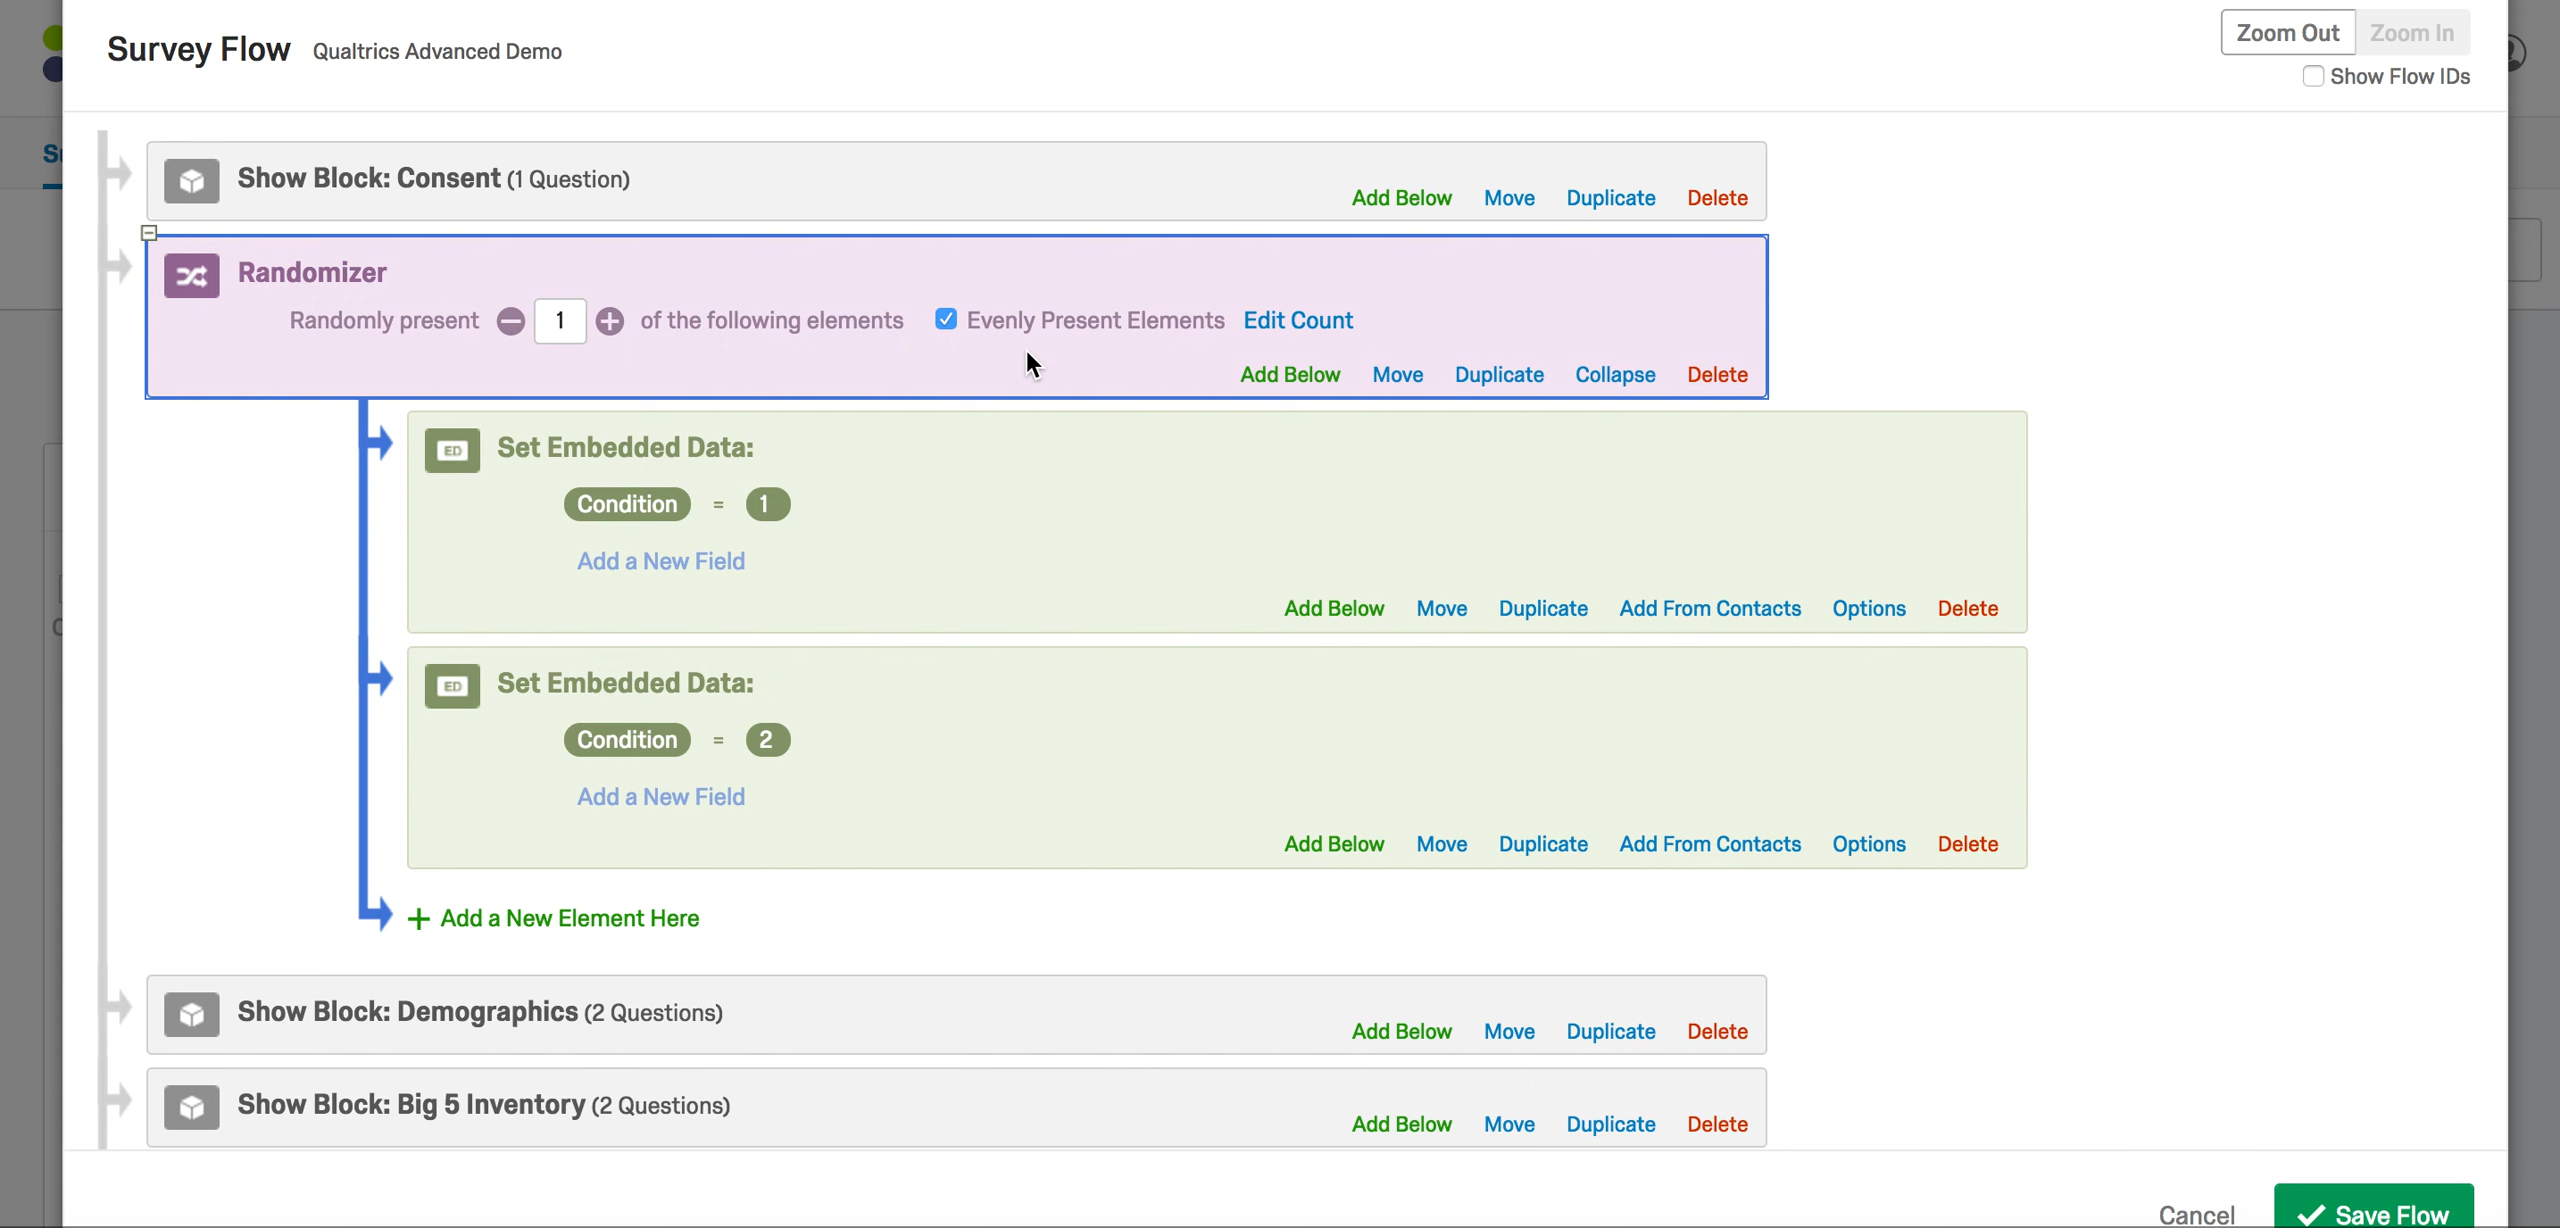 Survey Flow Qualtrics Advanced Demo
Zoom Out Zoom In
Show Flow IDs
Show Block: Consent (1 Question)
Add Below Move Duplicate Delete
Randomizer
Randomly present 1 of the following elements Evenly Present Elements Edit Count
Add Below Move Duplicate Collapse Delete
ED Set Embedded Data:
Condition = 1
Add a New Field
Add Below Move Duplicate Add From Contacts Options Delete
ED Set Embedded Data:
Condition = 2
Add a New Field
Add Below Move Duplicate Add From Contacts Options Delete
+ Add a New Element Here
Show Block: Demographics (2 Questions)
Add Below Move Duplicate Delete
Show Block: Big 5 Inventory (2 Questions)
Add Below Move Duplicate Delete
Cancel Save Flow